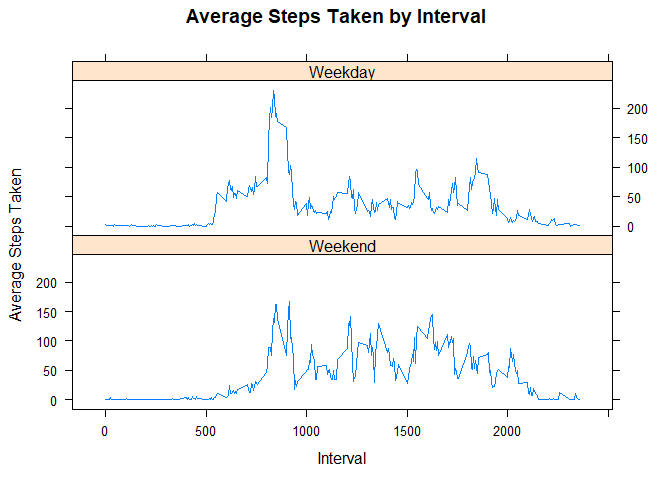 Average Steps Taken by Interval
Weekday
200
150
100
50
0
Average Steps Taken
Weekend
200
150
100
50
0
0 500 1000 1500 2000
Interval